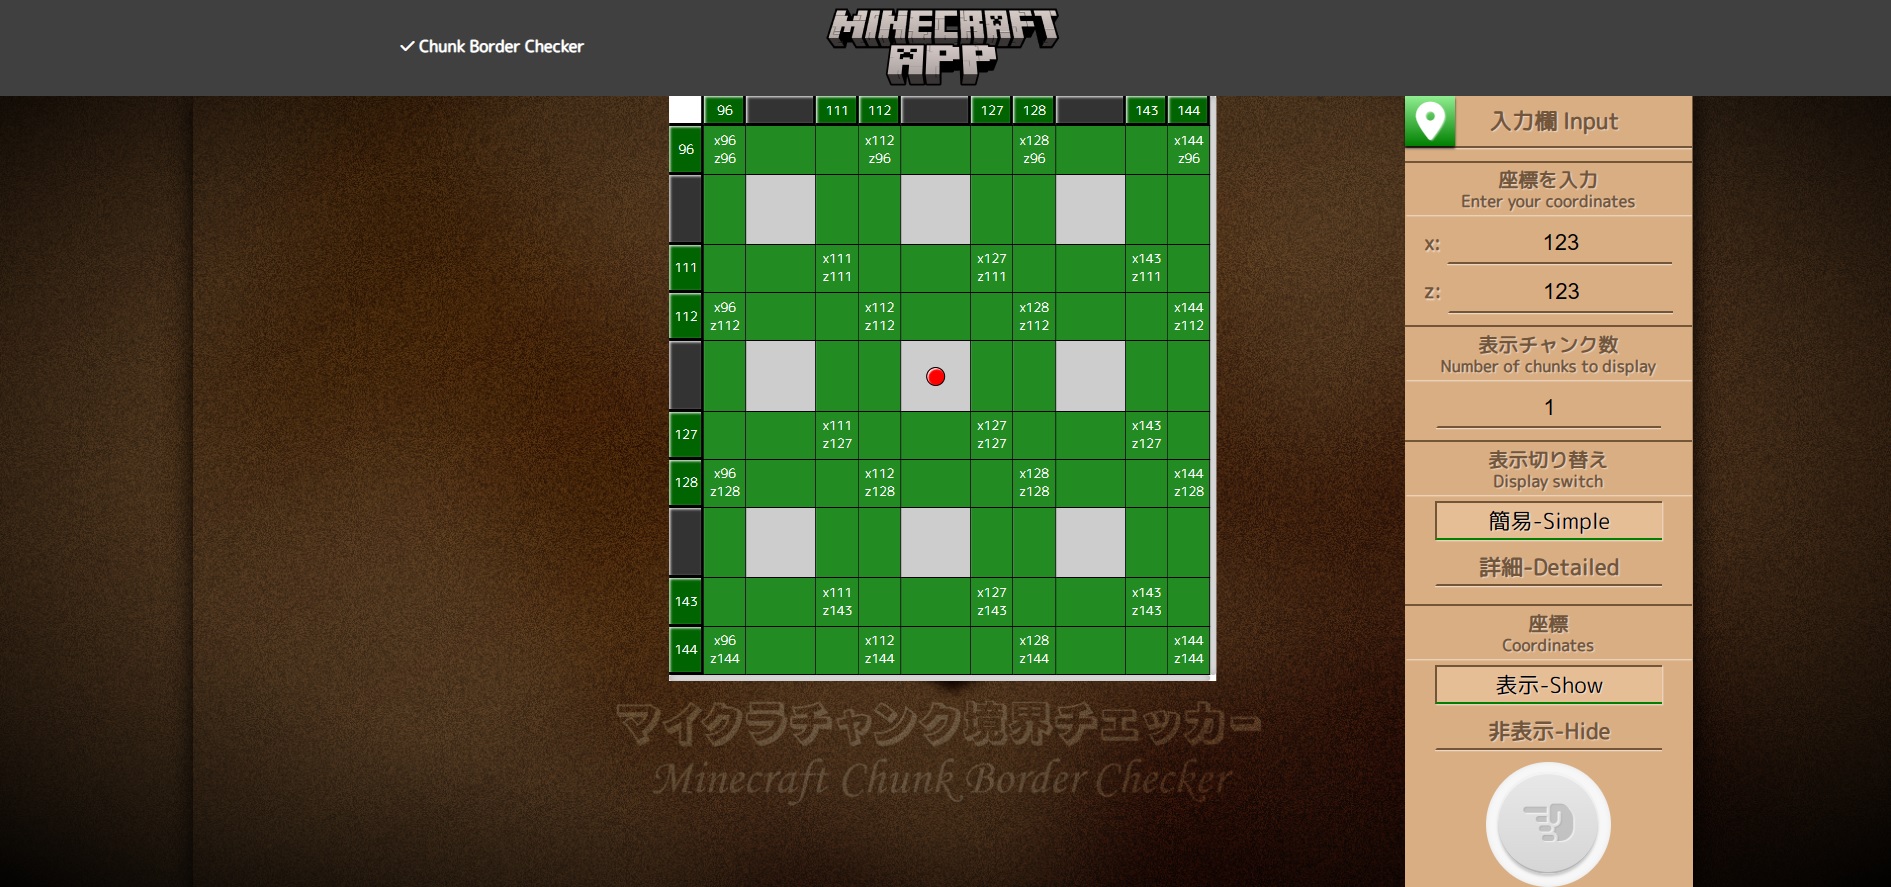 Chunk Border Checker
MINECRAFT
APP
96 111 112 127 128 143 144
96 x96 x112 x128 x144
z96 z96 z96 z96
111 x111 x127 x143
z111 z111 z111
112 x96 x112 x128 x144
z112 z112 z112 z112
127 x111 x127 x143
z127 z127 z127
128 x96 x112 x128 x144
z128 z128 z128 z128
143 x111 x127 x143
z143 z143 z143
144 x96 x112 x128 x144
z144 z144 z144 z144
マイクラチャンク境界チェッカー
Minecraft Chunk Border Checker
入力欄 Input
座標を入力
Enter your coordinates
x: 123
z: 123
表示チャンク数
Number of chunks to display
1
表示切り替え
Display switch
簡易-Simple
詳細-Detailed
座標
Coordinates
表示-Show
非表示-Hide